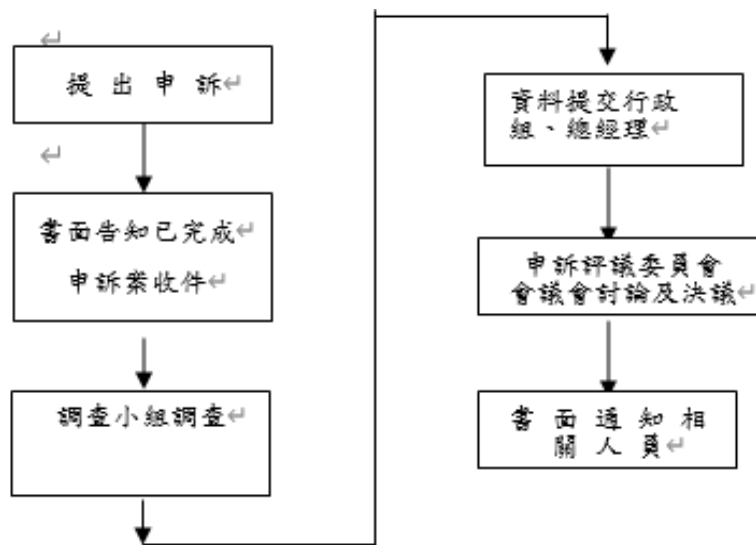 提 出 申 訴
書面告知已完成
申訴案收件
調查小組調查
資料提交行政
組、總經理
申訴評議委員會
會議會討論及決議
書 面 通 知 相
關 人 員